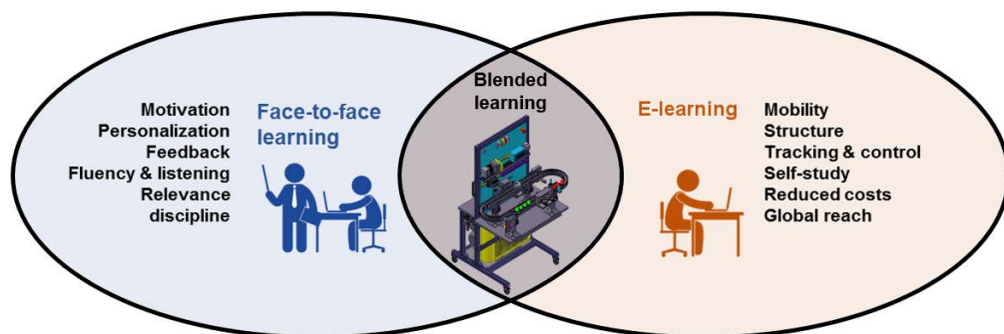 Motivation
Personalization
Feedback
Fluency & listening
Relevance
discipline
Face-to-face
learning
Blended
learning
E-learning
Mobility
Structure
Tracking & control
Self-study
Reduced costs
Global reach